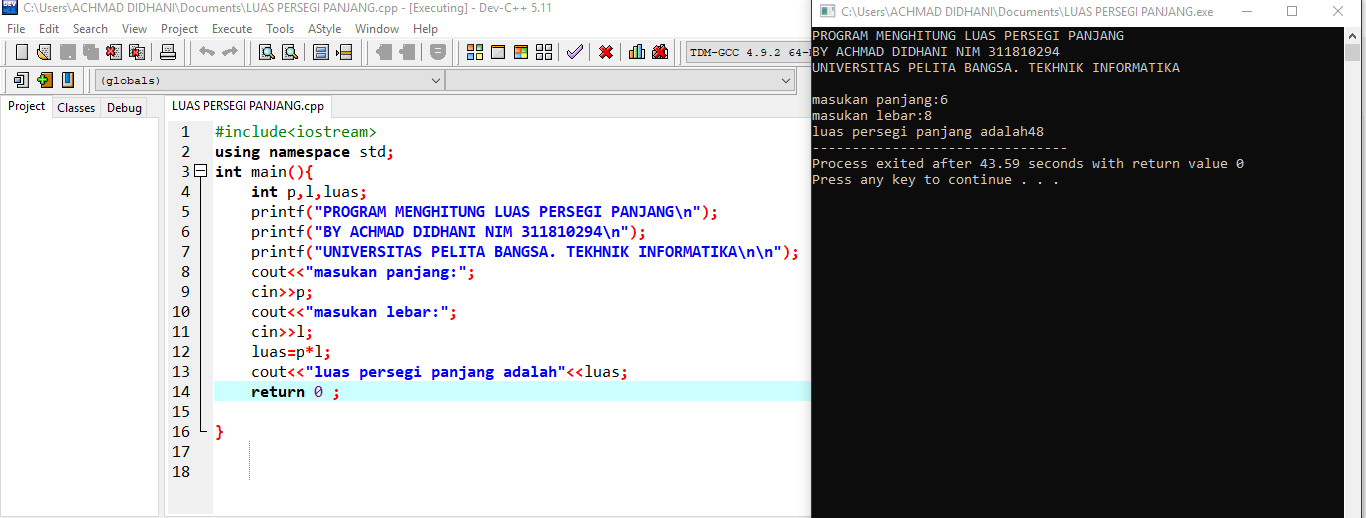 C:\Users\ACHMAD DIDHANI\Documents\LUAS PERSEGI PANJANG.cpp - [Executing] - Dev-C++ 5.11
File Edit Search View Project Execute Tools AStyle Window Help
TDM-GCC 4.9.2 64-
(globals)
Project Classes Debug
LUAS PERSEGI PANJANG.cpp
1 #include<iostream>
2 using namespace std;
3 int main(){
4 int p,l,luas;
5 printf("PROGRAM MENGHITUNG LUAS PERSEGI PANJANG\n");
6 printf("BY ACHMAD DIDHANI NIM 311810294\n");
7 printf("UNIVERSITAS PELITA BANGSA. TEKHNIK INFORMATIKA\n\n");
8 cout<<"masukan panjang:";
9 cin>>p;
10 cout<<"masukan lebar:";
11 cin>>l;
12 luas=p*l;
13 cout<<"luas persegi panjang adalah"<<luas;
14 return 0 ;
15
16 }
17
18
C:\Users\ACHMAD DIDHANI\Documents\LUAS PERSEGI PANJANG.exe
PROGRAM MENGHITUNG LUAS PERSEGI PANJANG
BY ACHMAD DIDHANI NIM 311810294
UNIVERSITAS PELITA BANGSA. TEKHNIK INFORMATIKA
masukan panjang:6
masukan lebar:8
luas persegi panjang adalah48
--------------------------------
Process exited after 43.59 seconds with return value 0
Press any key to continue . . .